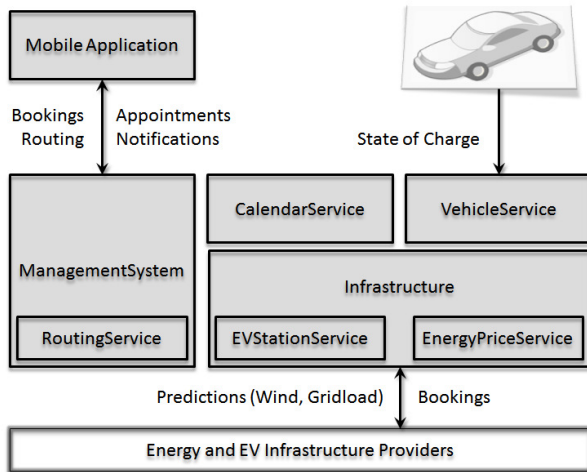 Mobile Application
Bookings
Routing
Appointments
Notifications
State of Charge
CalendarService
VehicleService
ManagementSystem
Infrastructure
RoutingService
EVStationService
EnergyPriceService
Predictions (Wind, Gridload)
Bookings
Energy and EV Infrastructure Providers